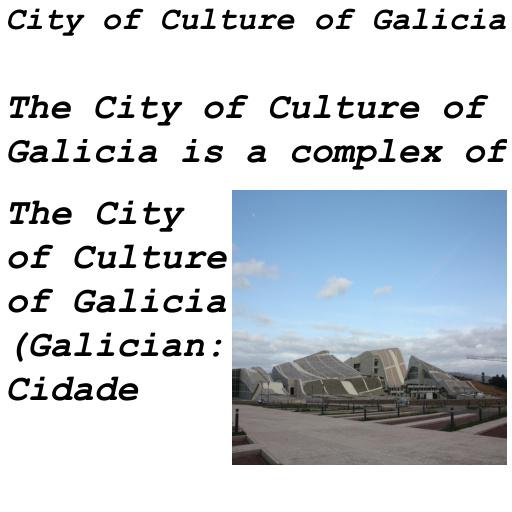 City of Culture of Galicia
The City of Culture of
Galicia is a complex of
The City
of Culture
of Galicia
(Galician:
Cidade